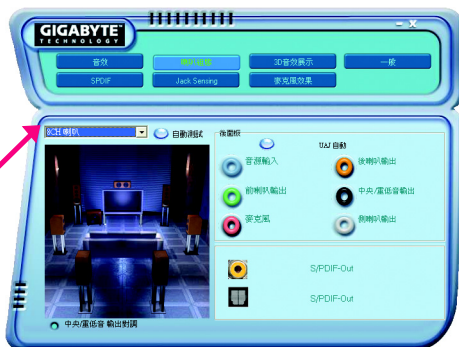 GIGABYTE™
TECHNOLOGY
音效
喇叭組態
3D音效展示
一般
SPDIF
Jack Sensing
麥克風效果
8CH 喇叭
自動測試
後面板
UAJ 自動
音源輸入
後喇叭輸出
前喇叭輸出
中央/重低音輸出
麥克風
側喇叭輸出
S/PDIF-Out
S/PDIF-Out
中央/重低音 輸出對調